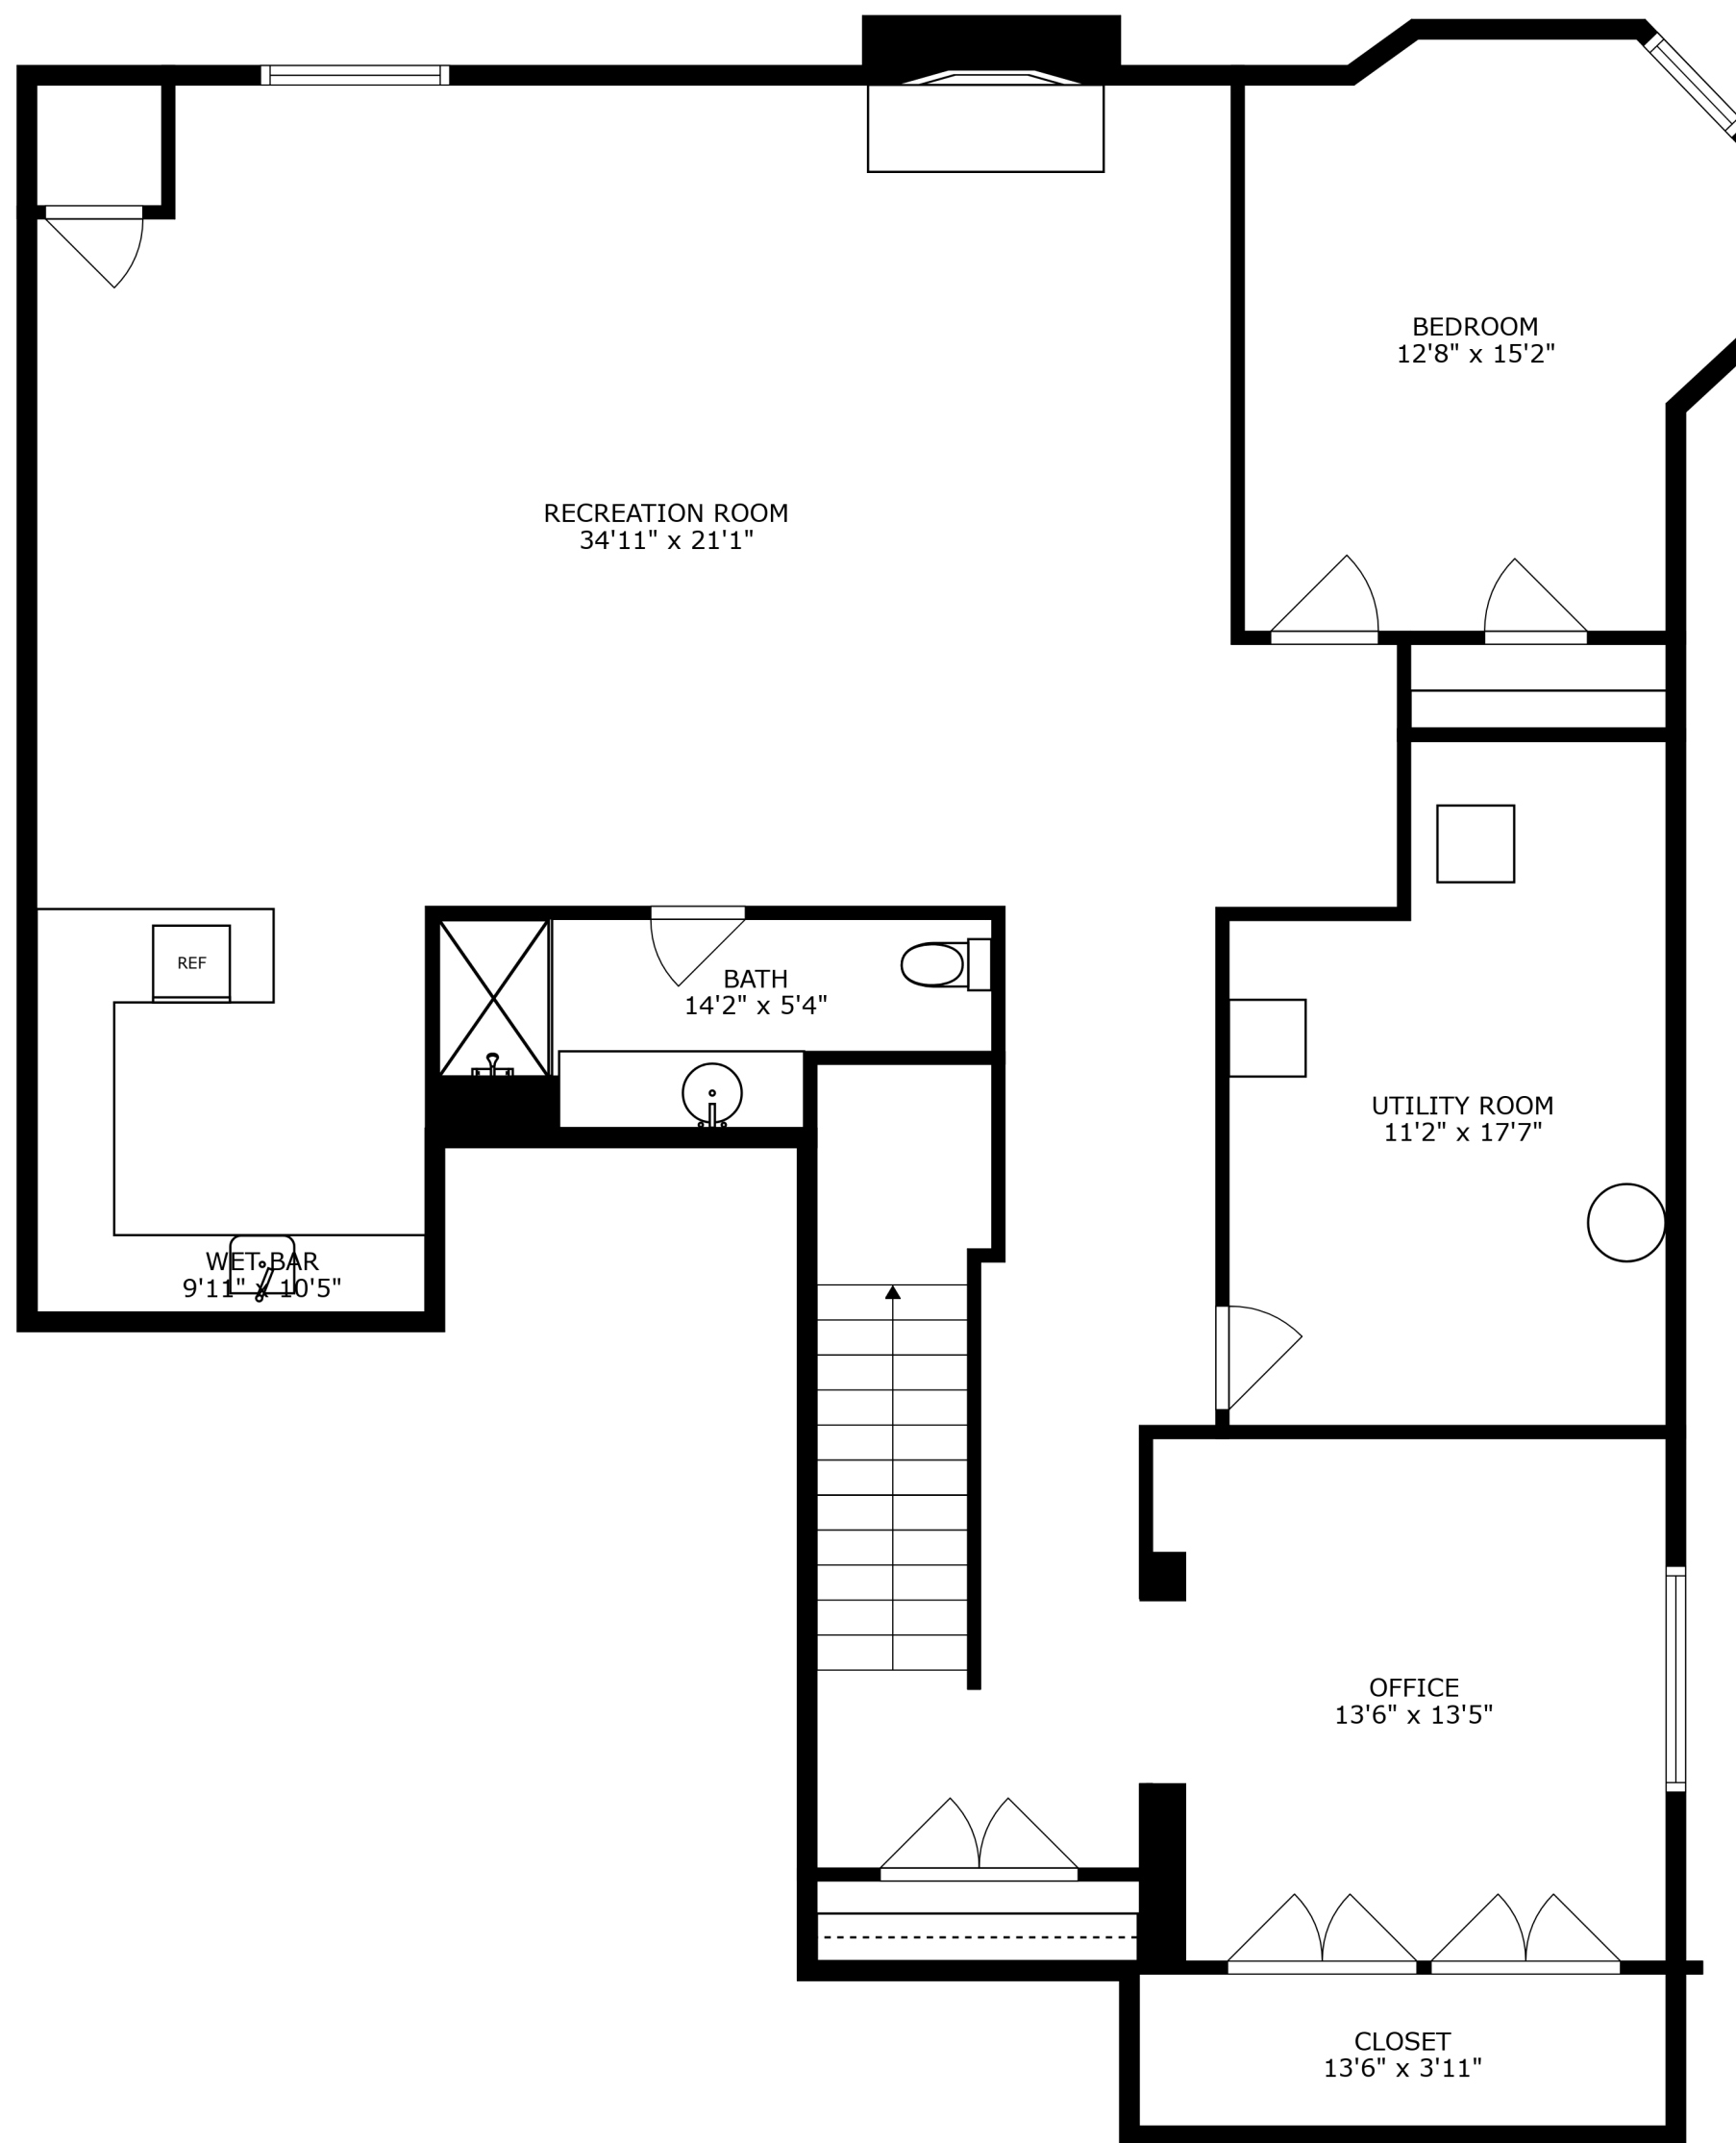 BEDROOM
12'8" x 15'2"
RECREATION ROOM
34'11" x 21'1"
REF
BATH
14'2" x 5'4"
UTILITY ROOM
11'2" x 17'7"
WET BAR
9'11" x 10'5"
OFFICE
13'6" x 13'5"
CLOSET
13'6" x 3'11"